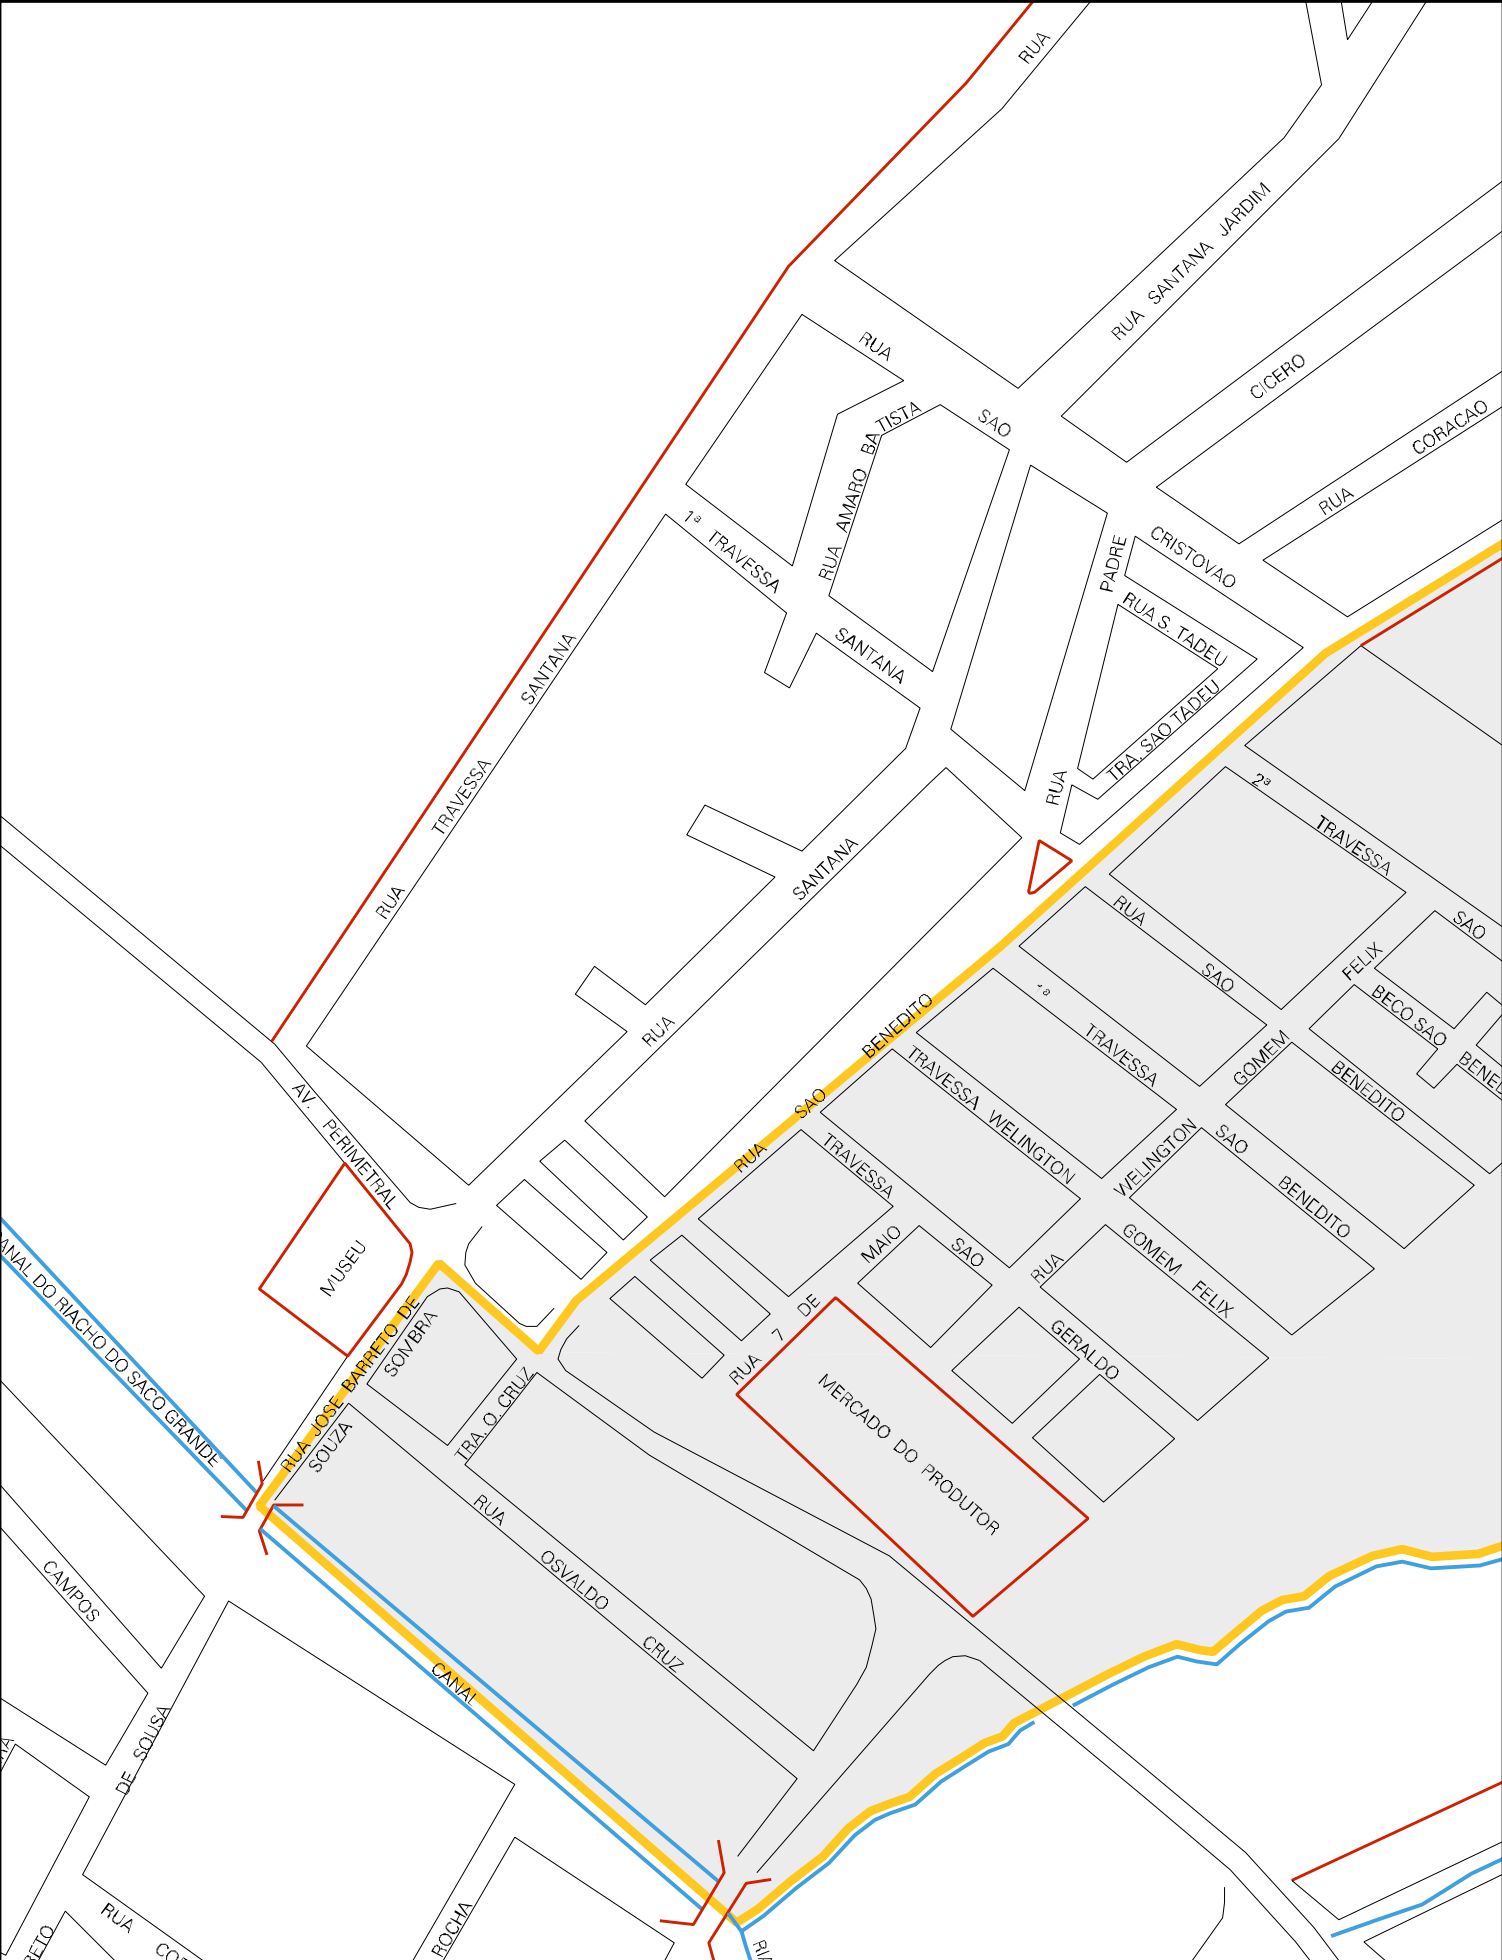 RUA
RUA SANTANA JARDIM
CICERO
CORACAO
RUA
RUA
SAO
CRISTOVAO
RUA AMARO BATISTA
1ª TRAVESSA
SANTANA
PADRE
RUA
RUA S. TADEU
TRA. SAO TADEU
RUA TRAVESSA SANTANA
RUA SANTANA
2ª TRAVESSA
SAO
RUA SAO
BENEDITO
FELIX
BECO SAO
GOMEM
WELINGTON
RUA
TRAVESSA
SAO
BENEDITO
TRAVESSA WELINGTON
GOMEM FELIX
RUA SAO BENEDITO
TRAVESSA
SAO
GERALDO
RUA 7 DE MAIO
MERCADO DO PRODUTOR
AV. PERIMETRAL
MUSEU
ANAL DO RIACHO DO SACO GRANDE
RUA JOSE BARRETO DE
SOUZA
SOMBRA
TRA. O. CRUZ
RUA OSVALDO CRUZ
CANAL
CAMPOS
DE SOUSA
RUA
ROCHA